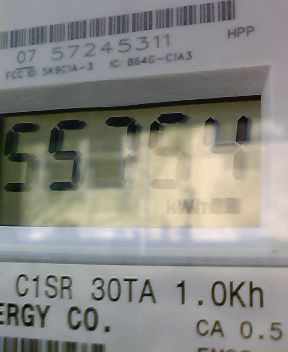 HPP
07 57245311
FCC ID: SK9C1A-3 IC: 864G-C1A3
55754
kWh
C1SR 30TA 1.0Kh
ERGY CO.
CA 0.5